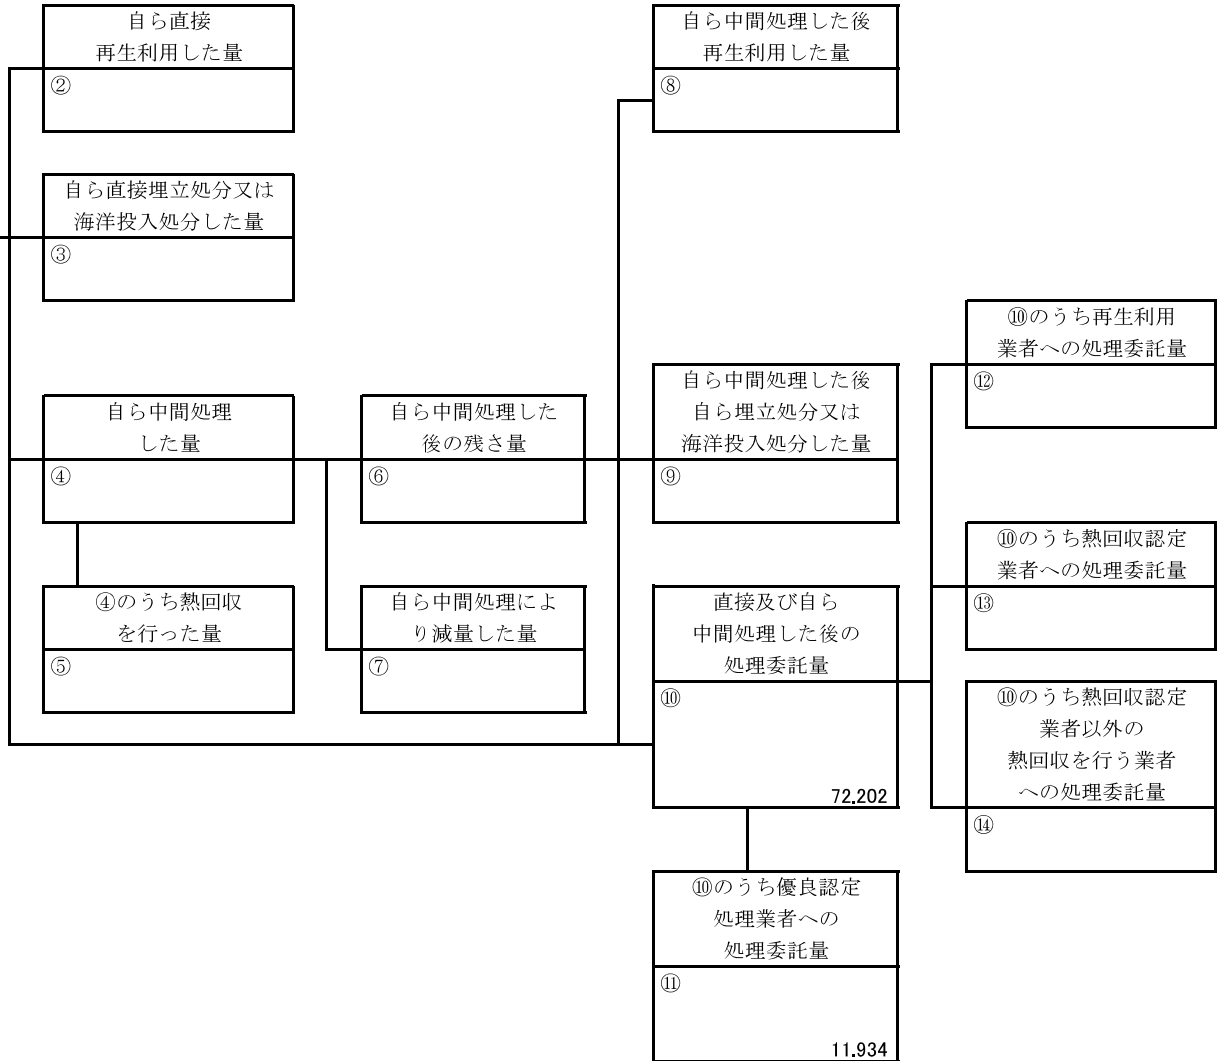 自ら直接
再生利用した量
②
自ら中間処理した後
再生利用した量
⑧
自ら直接埋立処分又は
海洋投入処分した量
③
⑩のうち再生利用
業者への処理委託量
⑫
自ら中間処理
した量
④
自ら中間処理した
後の残さ量
⑥
自ら中間処理した後
自ら埋立処分又は
海洋投入処分した量
⑨
⑩のうち熱回収認定
業者への処理委託量
⑬
④のうち熱回収
を行った量
⑤
自ら中間処理によ
り減量した量
⑦
直接及び自ら
中間処理した後の
処理委託量
⑩
72.202
⑩のうち熱回収認定
業者以外の
熱回収を行う業者
への処理委託量
⑭
⑩のうち優良認定
処理業者への
処理委託量
⑪
11.934